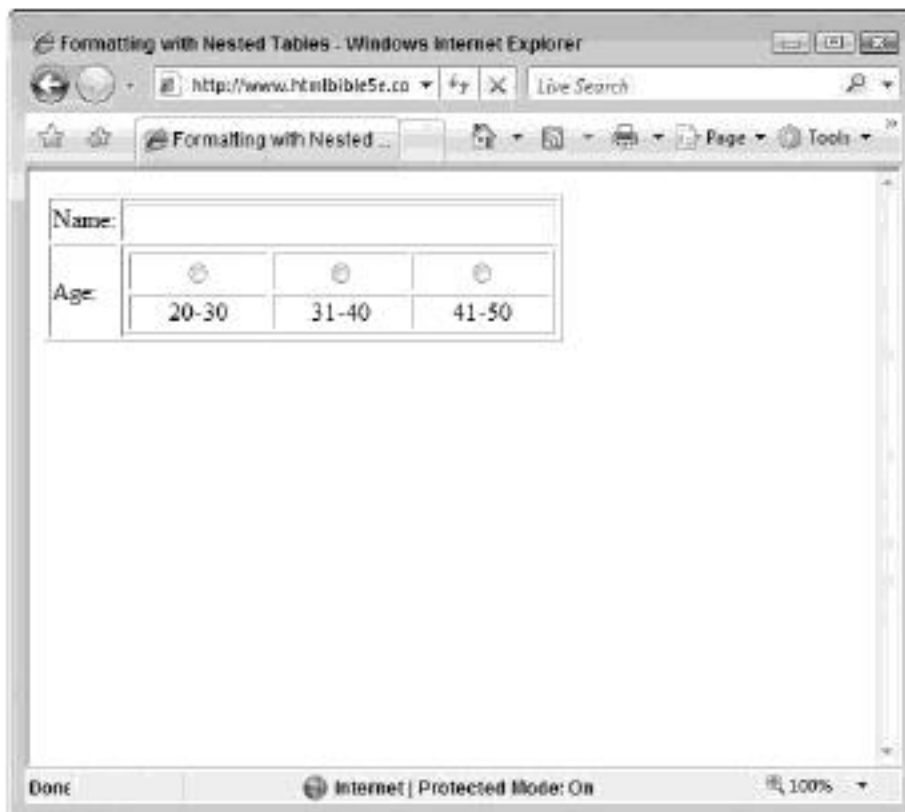 Formatting with Nested Tables - Windows Internet Explorer
http://www.htmlbible5e.co
Live Search
Formatting with Nested ...
Page
Tools
Name:
Age:
20-30
31-40
41-50
Done
Internet | Protected Mode: On
100%